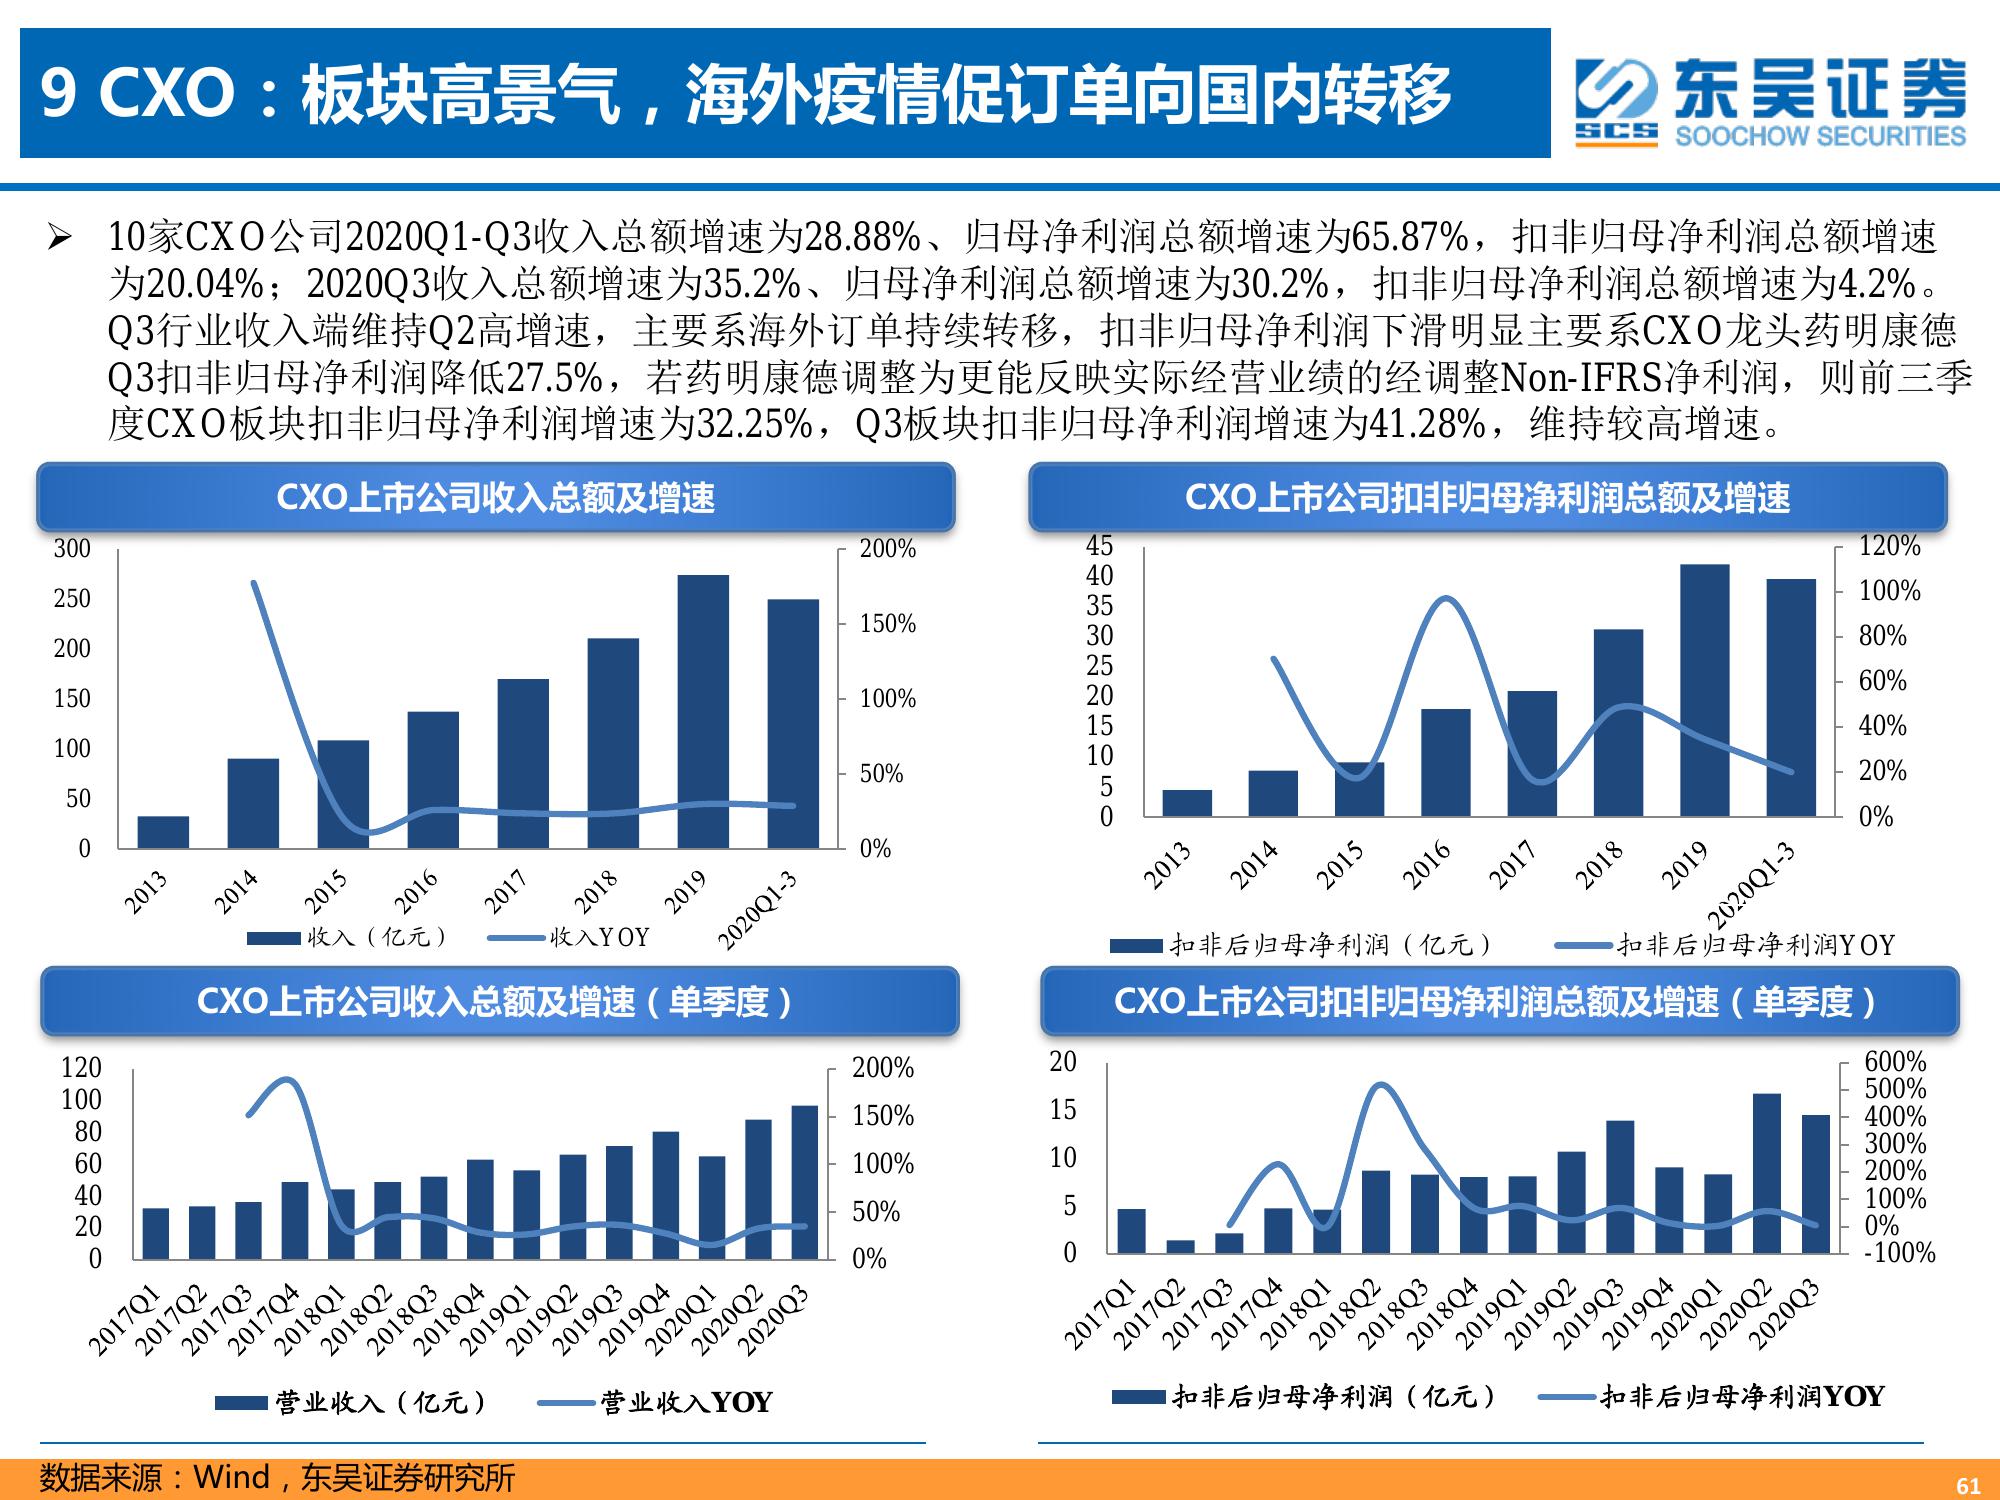 9 CXO：板块高景气，海外疫情促订单向国内转移
SCS
东吴证券
SOOCHOW SECURITIES
➢ 10家CXO公司2020Q1-Q3收入总额增速为28.88%、归母净利润总额增速为65.87%，扣非归母净利润总额增速
为20.04%；2020Q3收入总额增速为35.2%、归母净利润总额增速为30.2%，扣非归母净利润总额增速为4.2%。
Q3行业收入端维持Q2高增速，主要系海外订单持续转移，扣非归母净利润下滑明显主要系CXO龙头药明康德
Q3扣非归母净利润降低27.5%，若药明康德调整为更能反映实际经营业绩的经调整Non-IFRS净利润，则前三季
度CXO板块扣非归母净利润增速为32.25%，Q3板块扣非归母净利润增速为41.28%，维持较高增速。
CXO上市公司收入总额及增速
300
250
200
150
100
50
0
200%
150%
100%
50%
0%
2013
2014
2015
2016
2017
2018
2019
2020Q1-3
收入（亿元） 收入YOY
CXO上市公司扣非归母净利润总额及增速
45
40
35
30
25
20
15
10
5
0
120%
100%
80%
60%
40%
20%
0%
2013
2014
2015
2016
2017
2018
2019
2020Q1-3
扣非后归母净利润（亿元） 扣非后归母净利润YOY
CXO上市公司收入总额及增速（单季度）
120
100
80
60
40
20
0
200%
150%
100%
50%
0%
2017Q1
2017Q2
2017Q3
2017Q4
2018Q1
2018Q2
2018Q3
2018Q4
2019Q1
2019Q2
2019Q3
2019Q4
2020Q1
2020Q2
2020Q3
营业收入（亿元） 营业收入YOY
CXO上市公司扣非归母净利润总额及增速（单季度）
20
15
10
5
0
600%
500%
400%
300%
200%
100%
0%
-100%
2017Q1
2017Q2
2017Q3
2017Q4
2018Q1
2018Q2
2018Q3
2018Q4
2019Q1
2019Q2
2019Q3
2019Q4
2020Q1
2020Q2
2020Q3
扣非后归母净利润（亿元） 扣非后归母净利润YOY
数据来源：Wind，东吴证券研究所
61